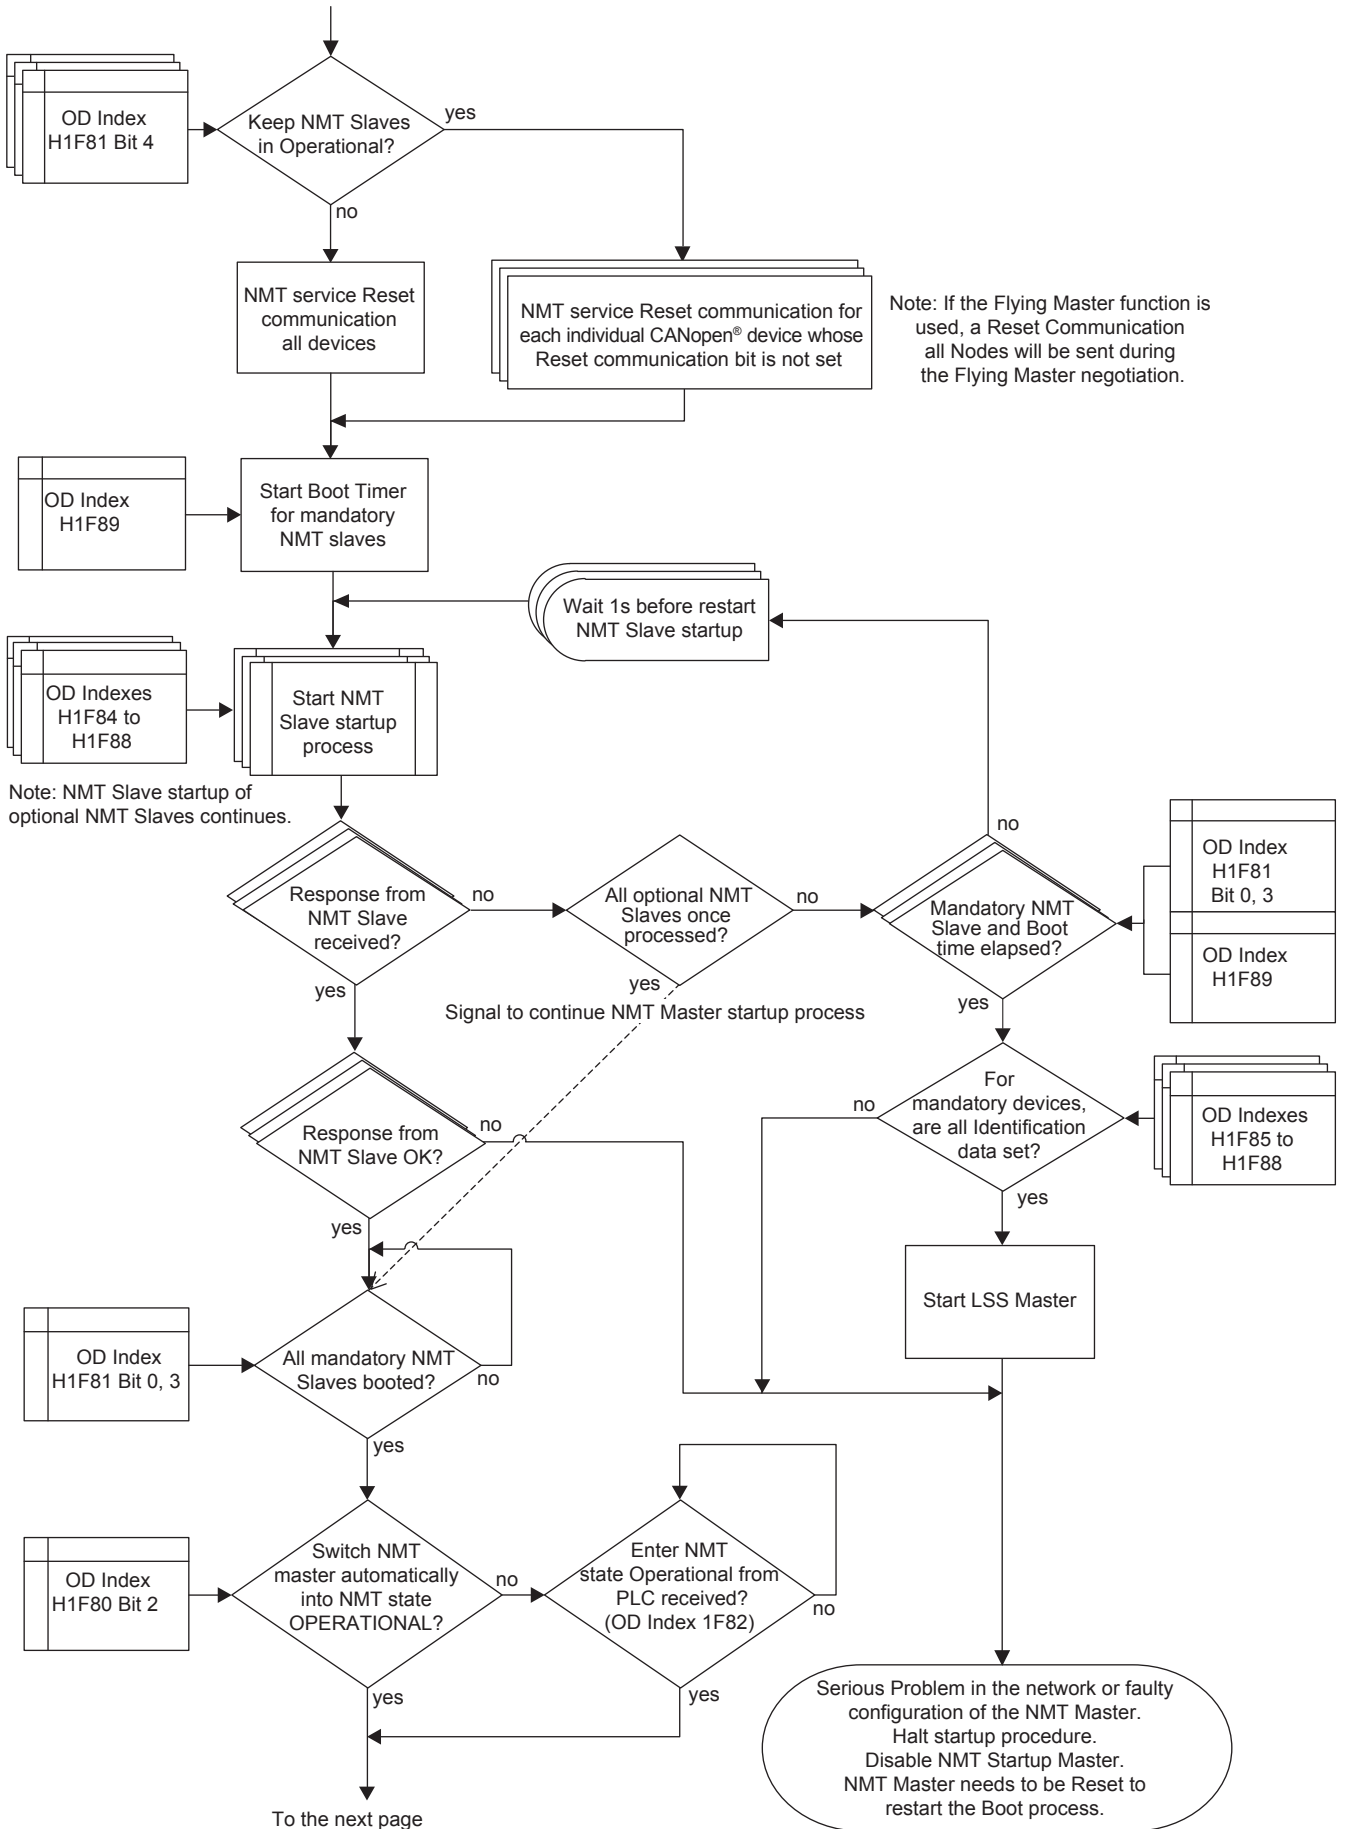 OD Index
H1F81 Bit 4
Keep NMT Slaves
in Operational?
yes
no
NMT service Reset
communication
all devices
NMT service Reset communication for
each individual CANopen® device whose
Reset communication bit is not set
Note: If the Flying Master function is
used, a Reset Communication
all Nodes will be sent during
the Flying Master negotiation.
OD Index
H1F89
Start Boot Timer
for mandatory
NMT slaves
Wait 1s before restart
NMT Slave startup
OD Indexes
H1F84 to
H1F88
Start NMT
Slave startup
process
Note: NMT Slave startup of
optional NMT Slaves continues.
Response from
NMT Slave
received?
no
yes
All optional NMT
Slaves once
processed?
no
yes
Signal to continue NMT Master startup process
no
Mandatory NMT
Slave and Boot
time elapsed?
yes
OD Index
H1F81
Bit 0, 3
OD Index
H1F89
Response from
NMT Slave OK?
no
yes
For
mandatory devices,
are all Identification
data set?
no
yes
OD Indexes
H1F85 to
H1F88
Start LSS Master
OD Index
H1F81 Bit 0, 3
All mandatory NMT
Slaves booted?
no
yes
OD Index
H1F80 Bit 2
Switch NMT
master automatically
into NMT state
OPERATIONAL?
no
yes
Enter NMT
state Operational from
PLC received?
(OD Index 1F82)
no
yes
Serious Problem in the network or faulty
configuration of the NMT Master.
Halt startup procedure.
Disable NMT Startup Master.
NMT Master needs to be Reset to
restart the Boot process.
To the next page